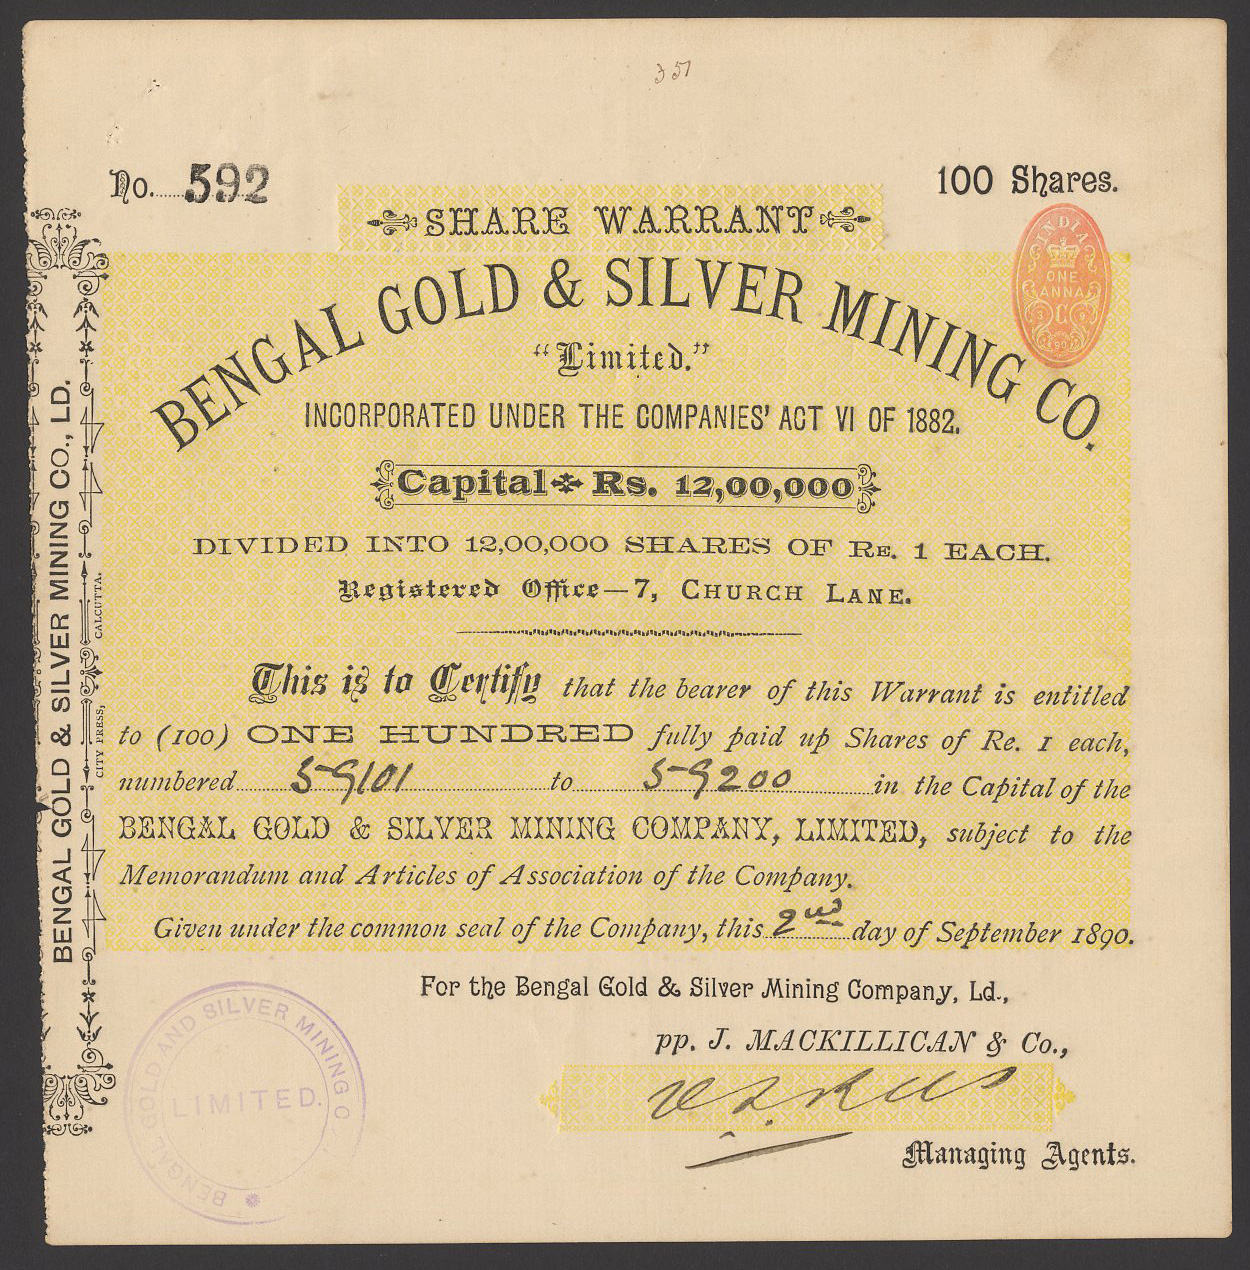 351
No. 592
100 Shares.
SHARE WARRANT
BENGAL GOLD & SILVER MINING CO.
"Limited."
INDIA
ONE
ANNA
INCORPORATED UNDER THE COMPANIES' ACT VI OF 1882.
Capital Rs. 12,00,000
DIVIDED INTO 12,00,000 SHARES OF RE. 1 EACH.
Registered Office—7, CHURCH LANE.
This is to Certify that the bearer of this Warrant is entitled
to (100) ONE HUNDRED fully paid up Shares of Re. 1 each,
numbered 59101 to 59200 in the Capital of the
BENGAL GOLD & SILVER MINING COMPANY, LIMITED, subject to the
Memorandum and Articles of Association of the Company.
Given under the common seal of the Company, this 2nd day of September 1890.
For the Bengal Gold & Silver Mining Company, Ld.,
pp. J. MACKILLICAN & Co.,
Managing Agents.
BENGAL GOLD AND SILVER MINING C
LIMITED.
BENGAL GOLD & SILVER MINING CO., LD.
CITY PRESS, CALCUTTA.